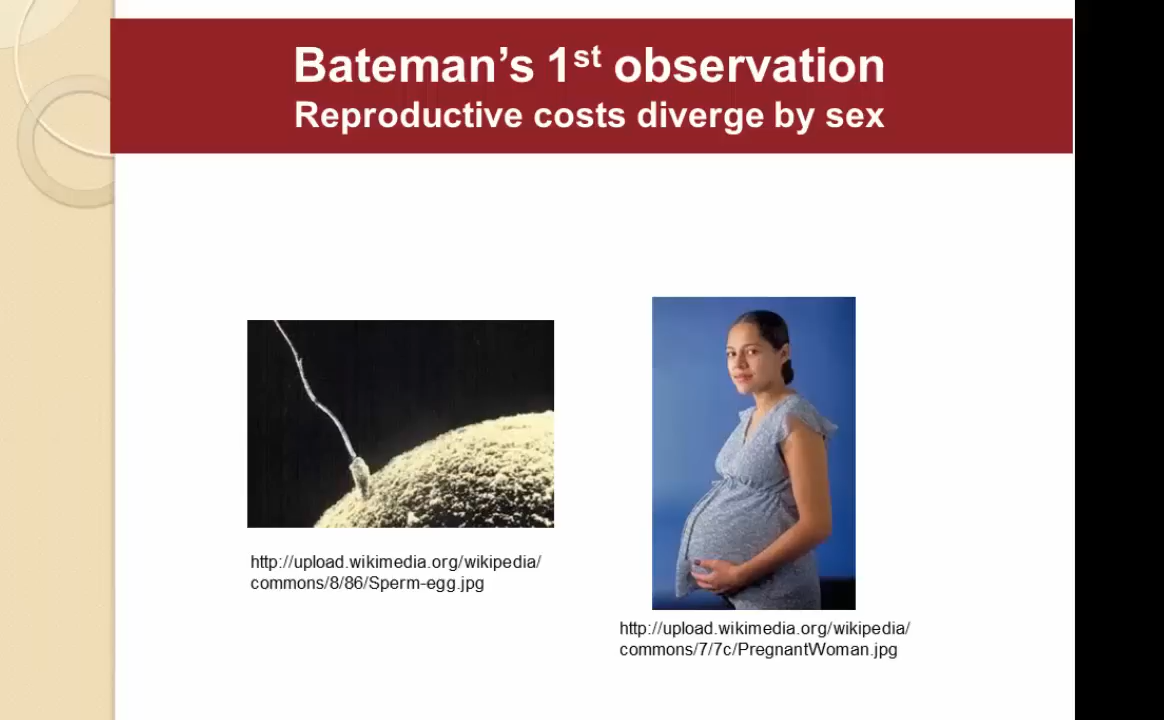 Bateman's 1st observation
Reproductive costs diverge by sex
http://upload.wikimedia.org/wikipedia/
commons/8/86/Sperm-egg.jpg
http://upload.wikimedia.org/wikipedia/
commons/7/7c/PregnantWoman.jpg